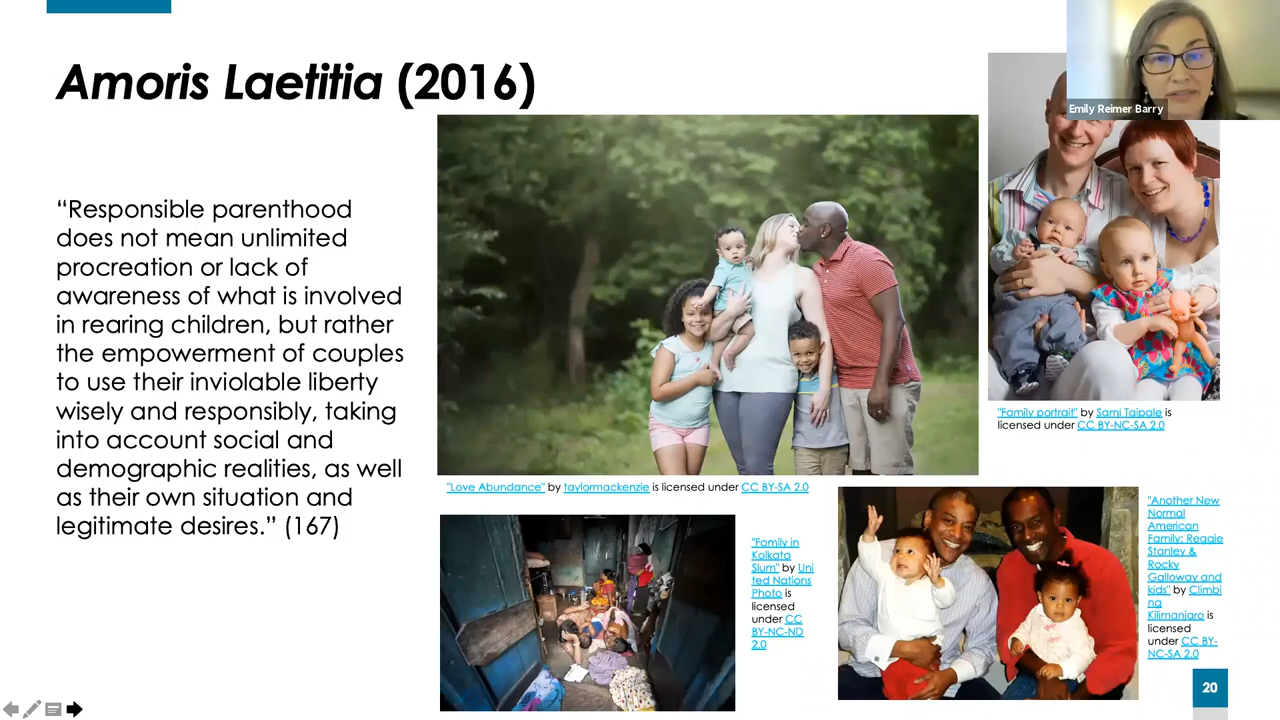 Amoris Laetitia (2016)
Emily Reimer Barry
“Responsible parenthood
does not mean unlimited
procreation or lack of
awareness of what is involved
in rearing children, but rather
the empowerment of couples
to use their inviolable liberty
wisely and responsibly, taking
into account social and
demographic realities, as well
as their own situation and
legitimate desires.” (167)
"Family portrait" by Sami Taipale is
licensed under CC BY-NC-SA 2.0
"Love Abundance" by taylormackenzie is licensed under CC BY-SA 2.0
"Family in
Kolkata
Slum" by Uni
ted Nations
Photo is
licensed
under CC
BY-NC-ND
2.0
"Another New
Normal
American
Family: Reggie
Stanley &
Rocky
Galloway and
kids" by Climbi
ng
Kilimanjaro is
licensed
under CC BY-
NC-SA 2.0
20